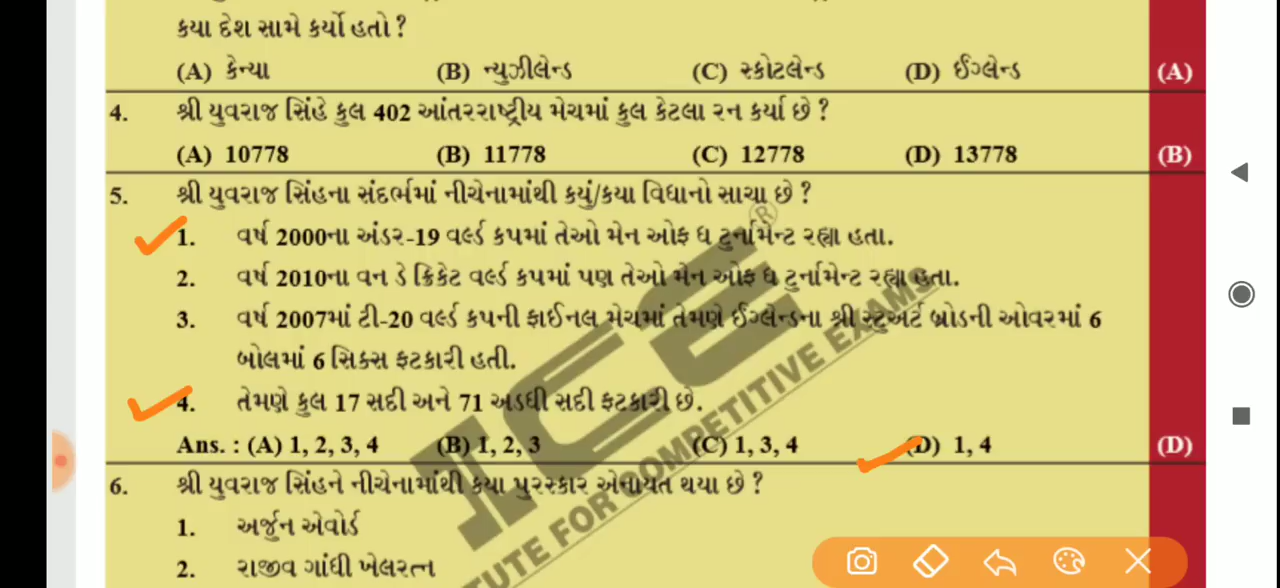 કયા દેશ સામે કર્યો હતો ?
(A) કેન્યા (B) ન્યુઝીલેન્ડ (C) સ્કોટલેન્ડ (D) ઈંગ્લેન્ડ (A)
4. શ્રી યુવરાજ સિંહે કુલ 402 આંતરરાષ્ટ્રીય મેચમાં કુલ કેટલા રન કર્યા છે ?
(A) 10778 (B) 11778 (C) 12778 (D) 13778 (B)
5. શ્રી યુવરાજ સિંહના સંદર્ભમાં નીચેનામાંથી કયું/કયા વિધાનો સાચા છે ?
1. વર્ષ 2000ના અંડર-19 વર્લ્ડ કપમાં તેઓ મેન ઓફ ધ ટુર્નામેન્ટ રહ્યા હતા.
2. વર્ષ 2010ના વન ડે ક્રિકેટ વર્લ્ડ કપમાં પણ તેઓ મેન ઓફ ધ ટુર્નામેન્ટ રહ્યા હતા.
3. વર્ષ 2007માં ટી-20 વર્લ્ડ કપની ફાઈનલ મેચમાં તેમણે ઈંગ્લેન્ડના શ્રી સ્ટુઅર્ટ બ્રોડની ઓવરમાં 6
બોલમાં 6 સિક્સ ફટકારી હતી.
4. તેમણે કુલ 17 સદી અને 71 અડધી સદી ફટકારી છે.
Ans. : (A) 1, 2, 3, 4 (B) 1, 2, 3 (C) 1, 3, 4 (D) 1, 4 (D)
6. શ્રી યુવરાજ સિંહને નીચેનામાંથી કયા પુરસ્કાર એનાયત થયા છે ?
1. અર્જુન એવોર્ડ
2. રાજીવ ગાંધી ખેલરત્ન
ICE ®
TUTE FOR COMPETITIVE EXAMS